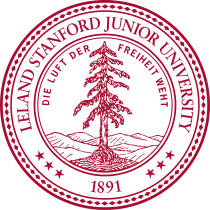 LELAND STANFORD JUNIOR UNIVERSITY
DIE LUFT DER FREIHEIT WEHT
1891